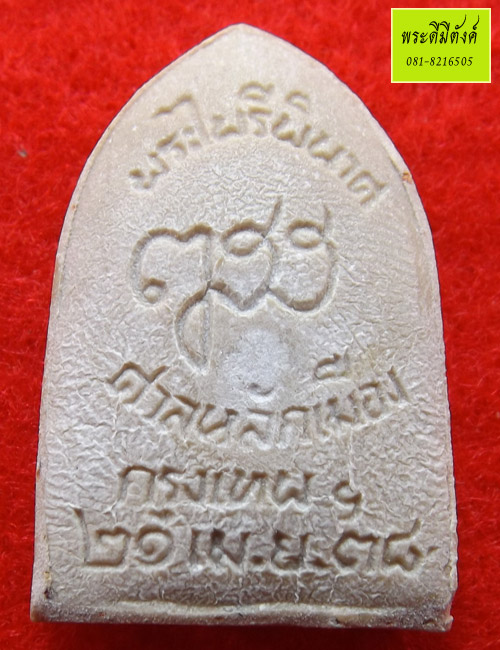 พระดีมีตังค์
081-8216505
พระไพรีพินาศ
ศาลหลักเมือง
กรุงเทพฯ
๒๑ เม.ย.๓๘